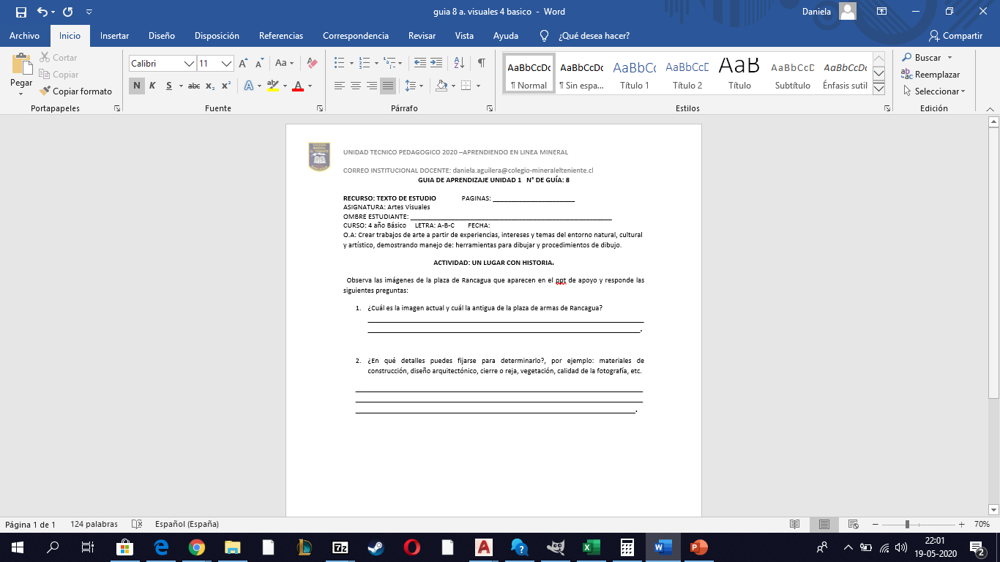 guia 8 a. visuales 4 basico - Word
Daniela
Archivo Inicio Insertar Diseño Disposición Referencias Correspondencia Revisar Vista Ayuda ¿Qué desea hacer? Compartir
Pegar
Cortar
Copiar
Copiar formato
Portapapeles
Calibri 11
Aa
N K S abc x₂ x²
Fuente
Párrafo
AaBbCcDc AaBbCcDc AaBbCc AaBbCcD AaB AaBbCcD AaBbCcDc
¶ Normal ¶ Sin espa... Título 1 Título 2 Título Subtítulo Énfasis sutil
Estilos
Buscar
Reemplazar
Seleccionar
Edición
UNIDAD TECNICO PEDAGOGICO 2020 –APRENDIENDO EN LINEA MINERAL
CORREO INSTITUCIONAL DOCENTE: daniela.aguilera@colegio-mineralelteniente.cl
GUIA DE APRENDIZAJE UNIDAD 1 N° DE GUÍA: 8
RECURSO: TEXTO DE ESTUDIO PAGINAS: ______________________
ASIGNATURA: Artes Visuales
OMBRE ESTUDIANTE: ______________________________________________________
CURSO: 4 año Básico LETRA: A-B-C FECHA:
O.A: Crear trabajos de arte a partir de experiencias, intereses y temas del entorno natural, cultural
y artístico, demostrando manejo de: herramientas para dibujar y procedimientos de dibujo.
ACTIVIDAD: UN LUGAR CON HISTORIA.
Observa las imágenes de la plaza de Rancagua que aparecen en el ppt de apoyo y responde las
siguientes preguntas:
1. ¿Cuál es la imagen actual y cuál la antigua de la plaza de armas de Rancagua?
2. ¿En qué detalles puedes fijarse para determinarlo?, por ejemplo: materiales de
construcción, diseño arquitectónico, cierre o reja, vegetación, calidad de la fotografía, etc.
Página 1 de 1 124 palabras Español (España) 70%
22:01
19-05-2020
2